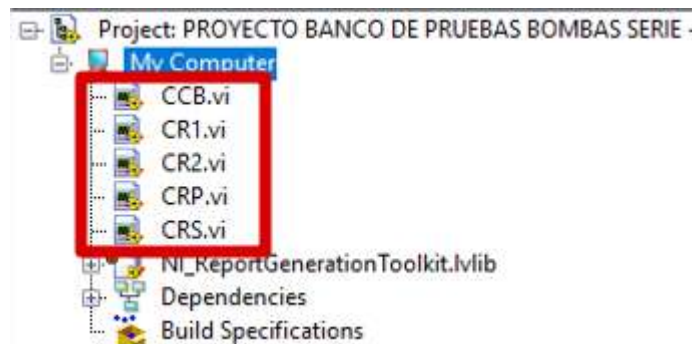 Project: PROYECTO BANCO DE PRUEBAS BOMBAS SERIE -
My Computer
CCB.vi
CR1.vi
CR2.vi
CRP.vi
CRS.vi
NI_ReportGenerationToolkit.lvlib
Dependencies
Build Specifications